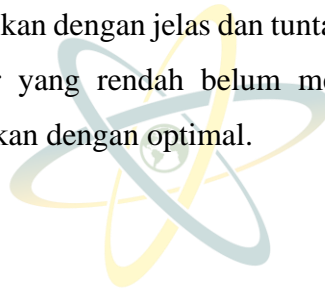 kan dengan jelas dan tunta
yang rendah belum me
kan dengan optimal.